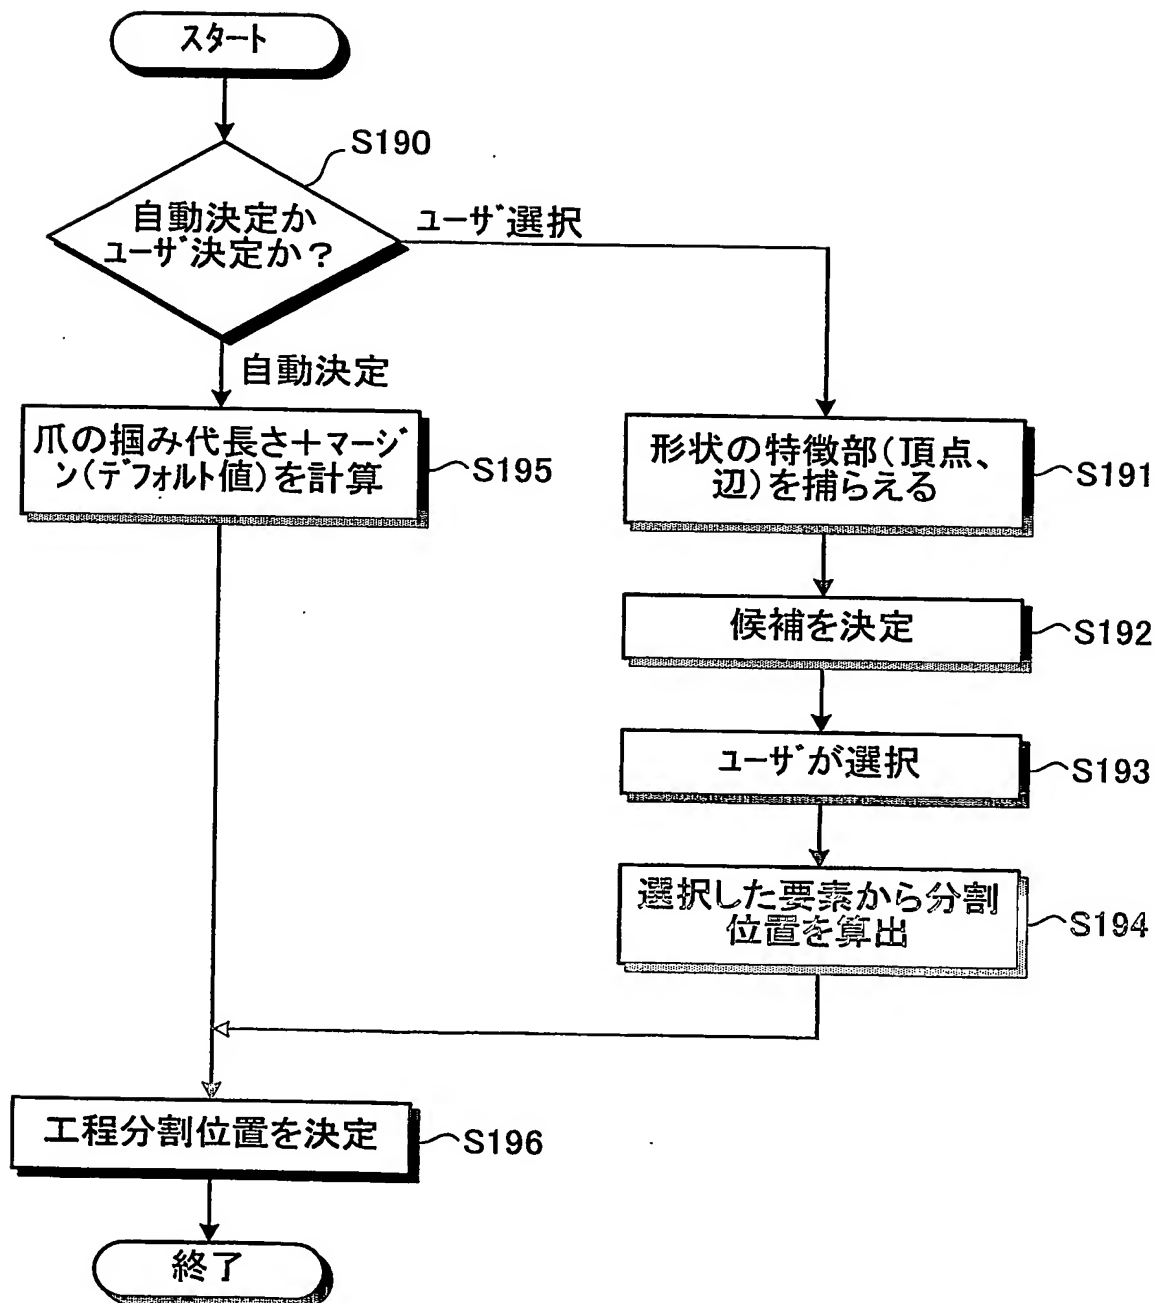 スタート
S190
自動決定か
ユーザ決定か？
ユーザ選択
自動決定
爪の掴み代長さ＋マージ
ン(デフォルト値)を計算
S195
形状の特徴部(頂点、
辺)を捕らえる
S191
候補を決定
S192
ユーザが選択
S193
選択した要素から分割
位置を算出
S194
工程分割位置を決定
S196
終了